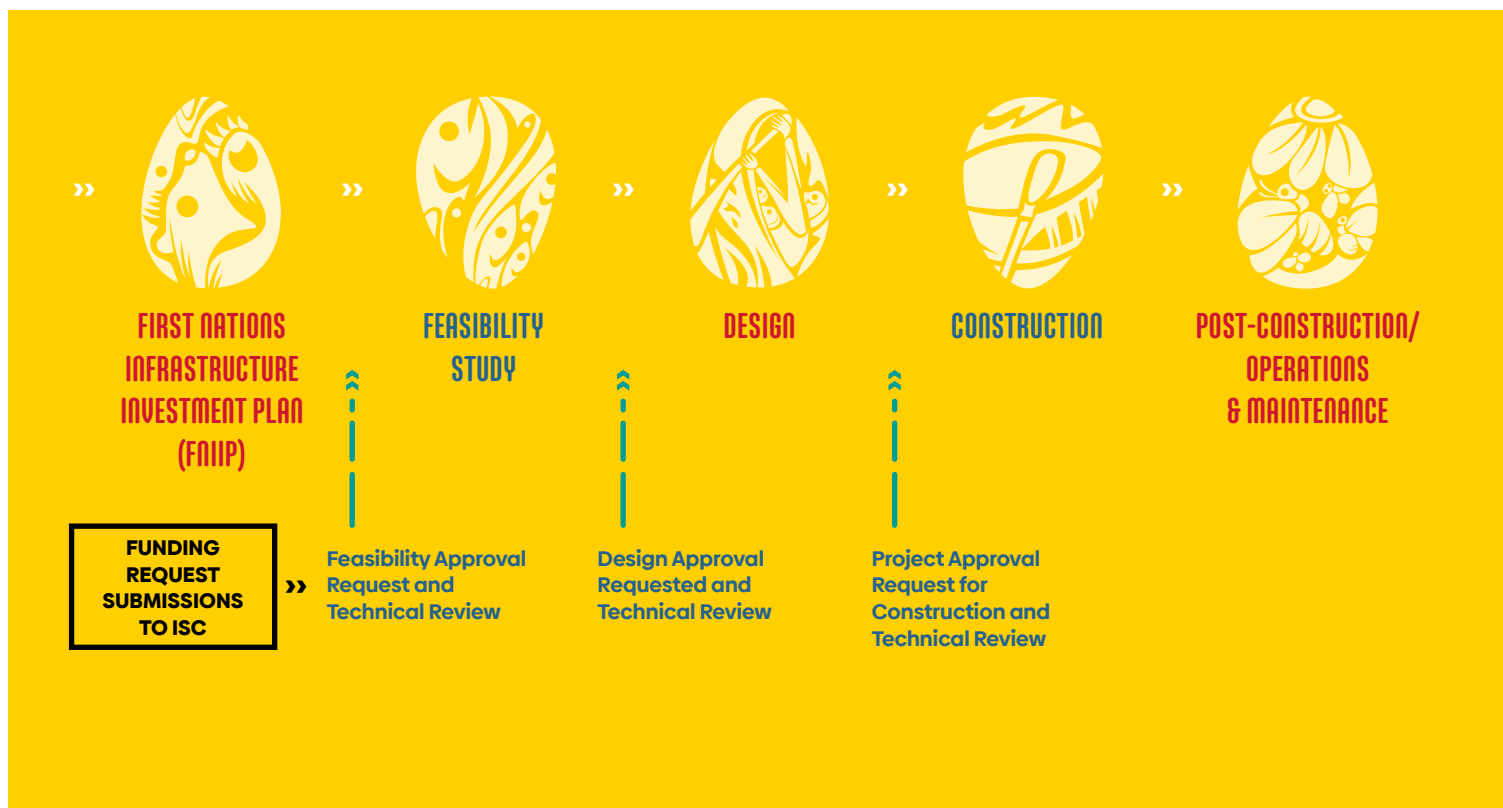 FIRST NATIONS
INFRASTRUCTURE
INVESTMENT PLAN
(FNIIP)
FEASIBILITY
STUDY
DESIGN
CONSTRUCTION
POST-CONSTRUCTION/
OPERATIONS
& MAINTENANCE
FUNDING
REQUEST
SUBMISSIONS
TO ISC
Feasibility Approval
Request and
Technical Review
Design Approval
Requested and
Technical Review
Project Approval
Request for
Construction and
Technical Review